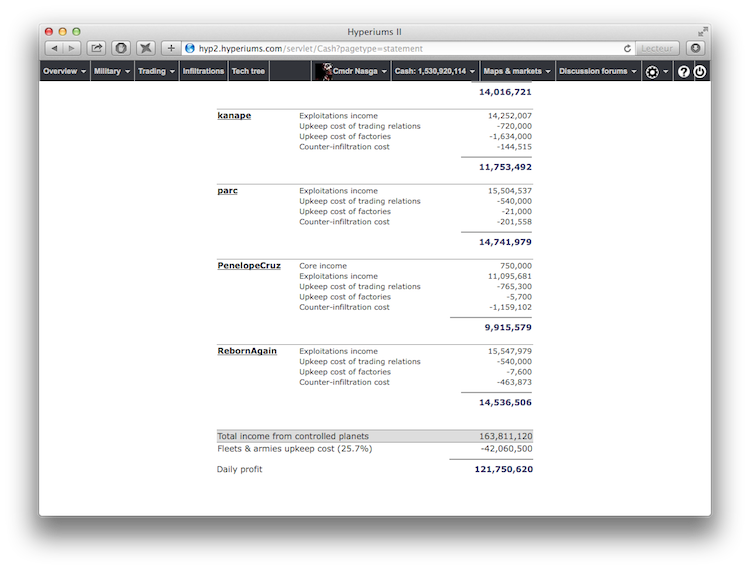 Hyperiums II
hyp2.hyperiums.com/servlet/Cash?pagetype=statement
Lecteur
Overview Military Trading Infiltrations Tech tree Cmdr Nasga Cash: 1,530,920,114 Maps & markets Discussion forums
14,016,721
kanape Exploitations income 14,252,007
Upkeep cost of trading relations -720,000
Upkeep cost of factories -1,634,000
Counter-infiltration cost -144,515
11,753,492
parc Exploitations income 15,504,537
Upkeep cost of trading relations -540,000
Upkeep cost of factories -21,000
Counter-infiltration cost -201,558
14,741,979
PenelopeCruz Core income 750,000
Exploitations income 11,095,681
Upkeep cost of trading relations -765,300
Upkeep cost of factories -5,700
Counter-infiltration cost -1,159,102
9,915,579
RebornAgain Exploitations income 15,547,979
Upkeep cost of trading relations -540,000
Upkeep cost of factories -7,600
Counter-infiltration cost -463,873
14,536,506
Total income from controlled planets 163,811,120
Fleets & armies upkeep cost (25.7%) -42,060,500
Daily profit 121,750,620